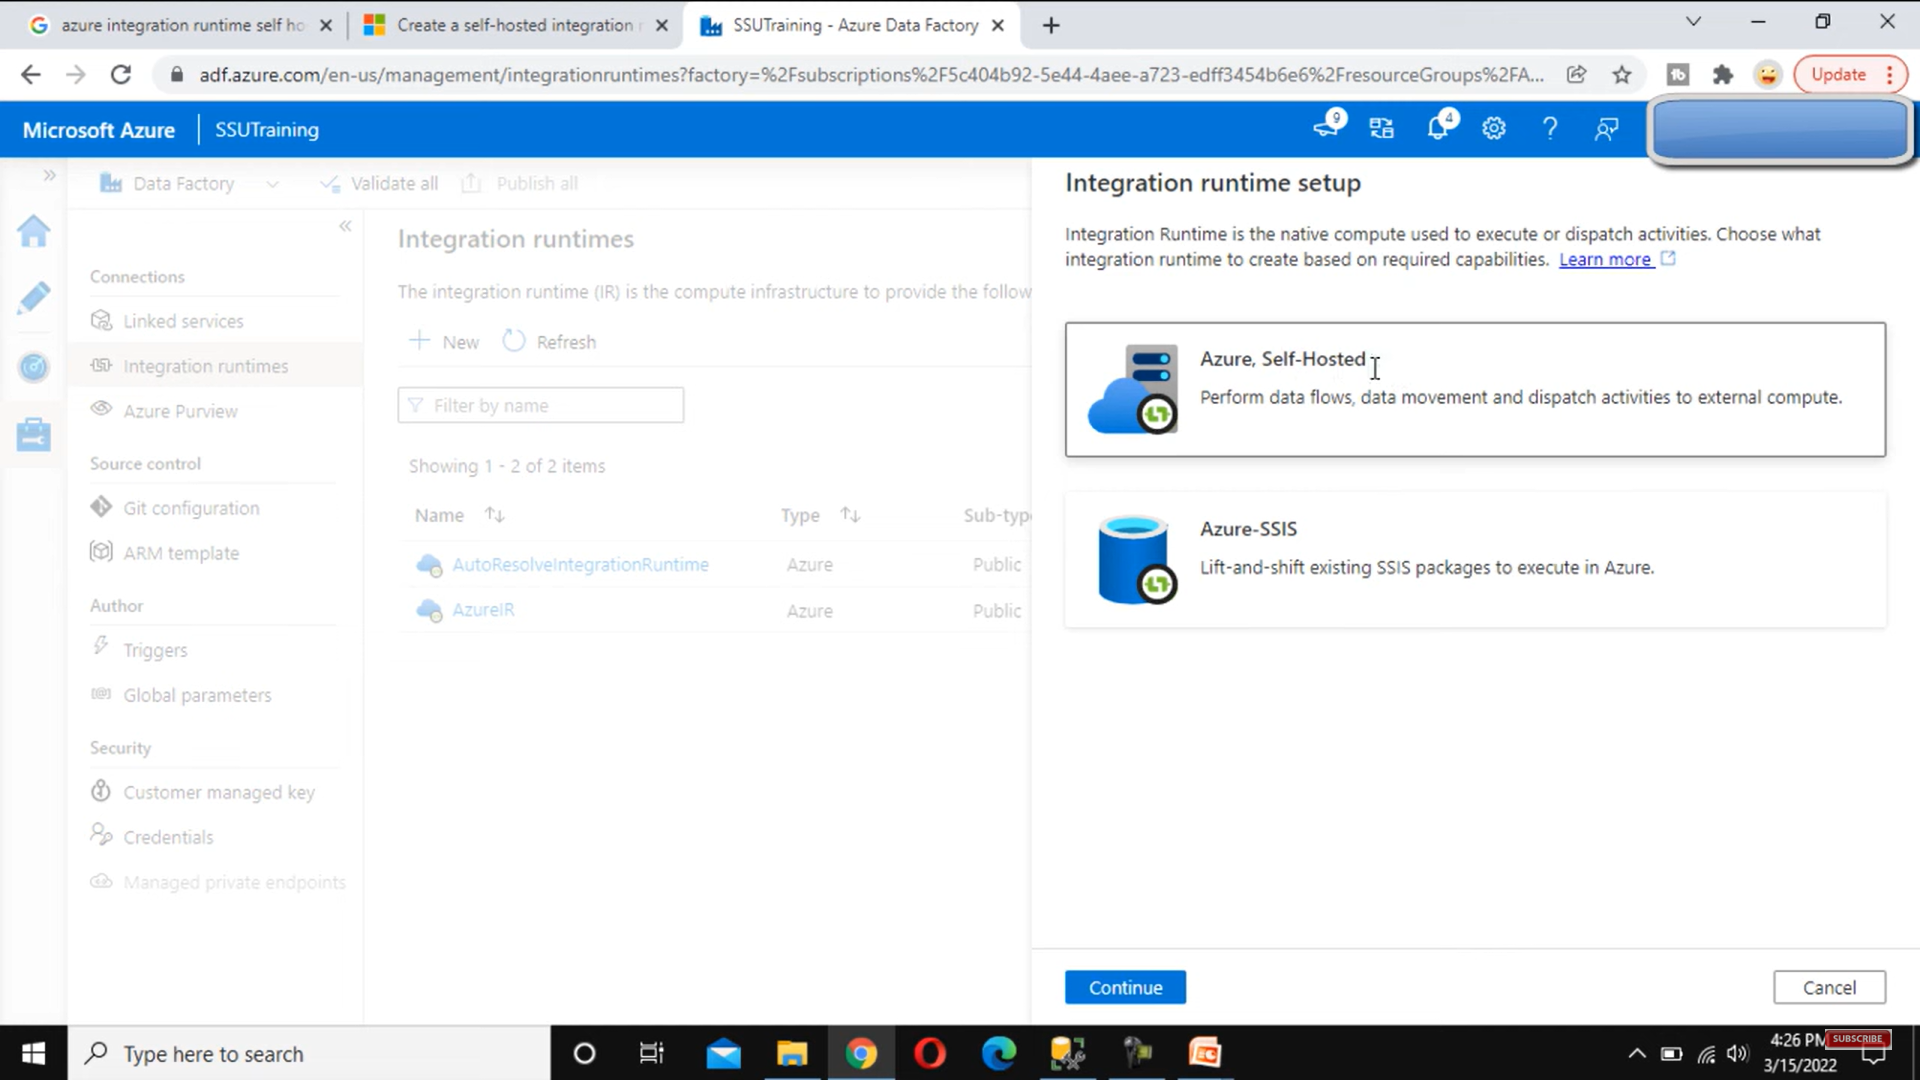 azure integration runtime self ho
Create a self-hosted integration r
SSUTraining - Azure Data Factory
adf.azure.com/en-us/management/integrationruntimes?factory=%2Fsubscriptions%2F5c404b92-5e44-4aee-a723-edff3454b6e6%2FresourceGroups%2FA...
Update
Microsoft Azure
SSUTraining
9
4
Data Factory
Validate all
Publish all
Connections
Linked services
Integration runtimes
Azure Purview
Source control
Git configuration
ARM template
Author
Triggers
Global parameters
Security
Customer managed key
Credentials
Managed private endpoints
Integration runtimes
The integration runtime (IR) is the compute infrastructure to provide the follow
New
Refresh
Filter by name
Showing 1 - 2 of 2 items
Name Type Sub-type
AutoResolveIntegrationRuntime Azure Public
AzureIR Azure Public
Integration runtime setup
Integration Runtime is the native compute used to execute or dispatch activities. Choose what
integration runtime to create based on required capabilities. Learn more
Azure, Self-Hosted
Perform data flows, data movement and dispatch activities to external compute.
Azure-SSIS
Lift-and-shift existing SSIS packages to execute in Azure.
Continue
Cancel
Type here to search
4:26 PM
SUBSCRIBE
3/15/2022